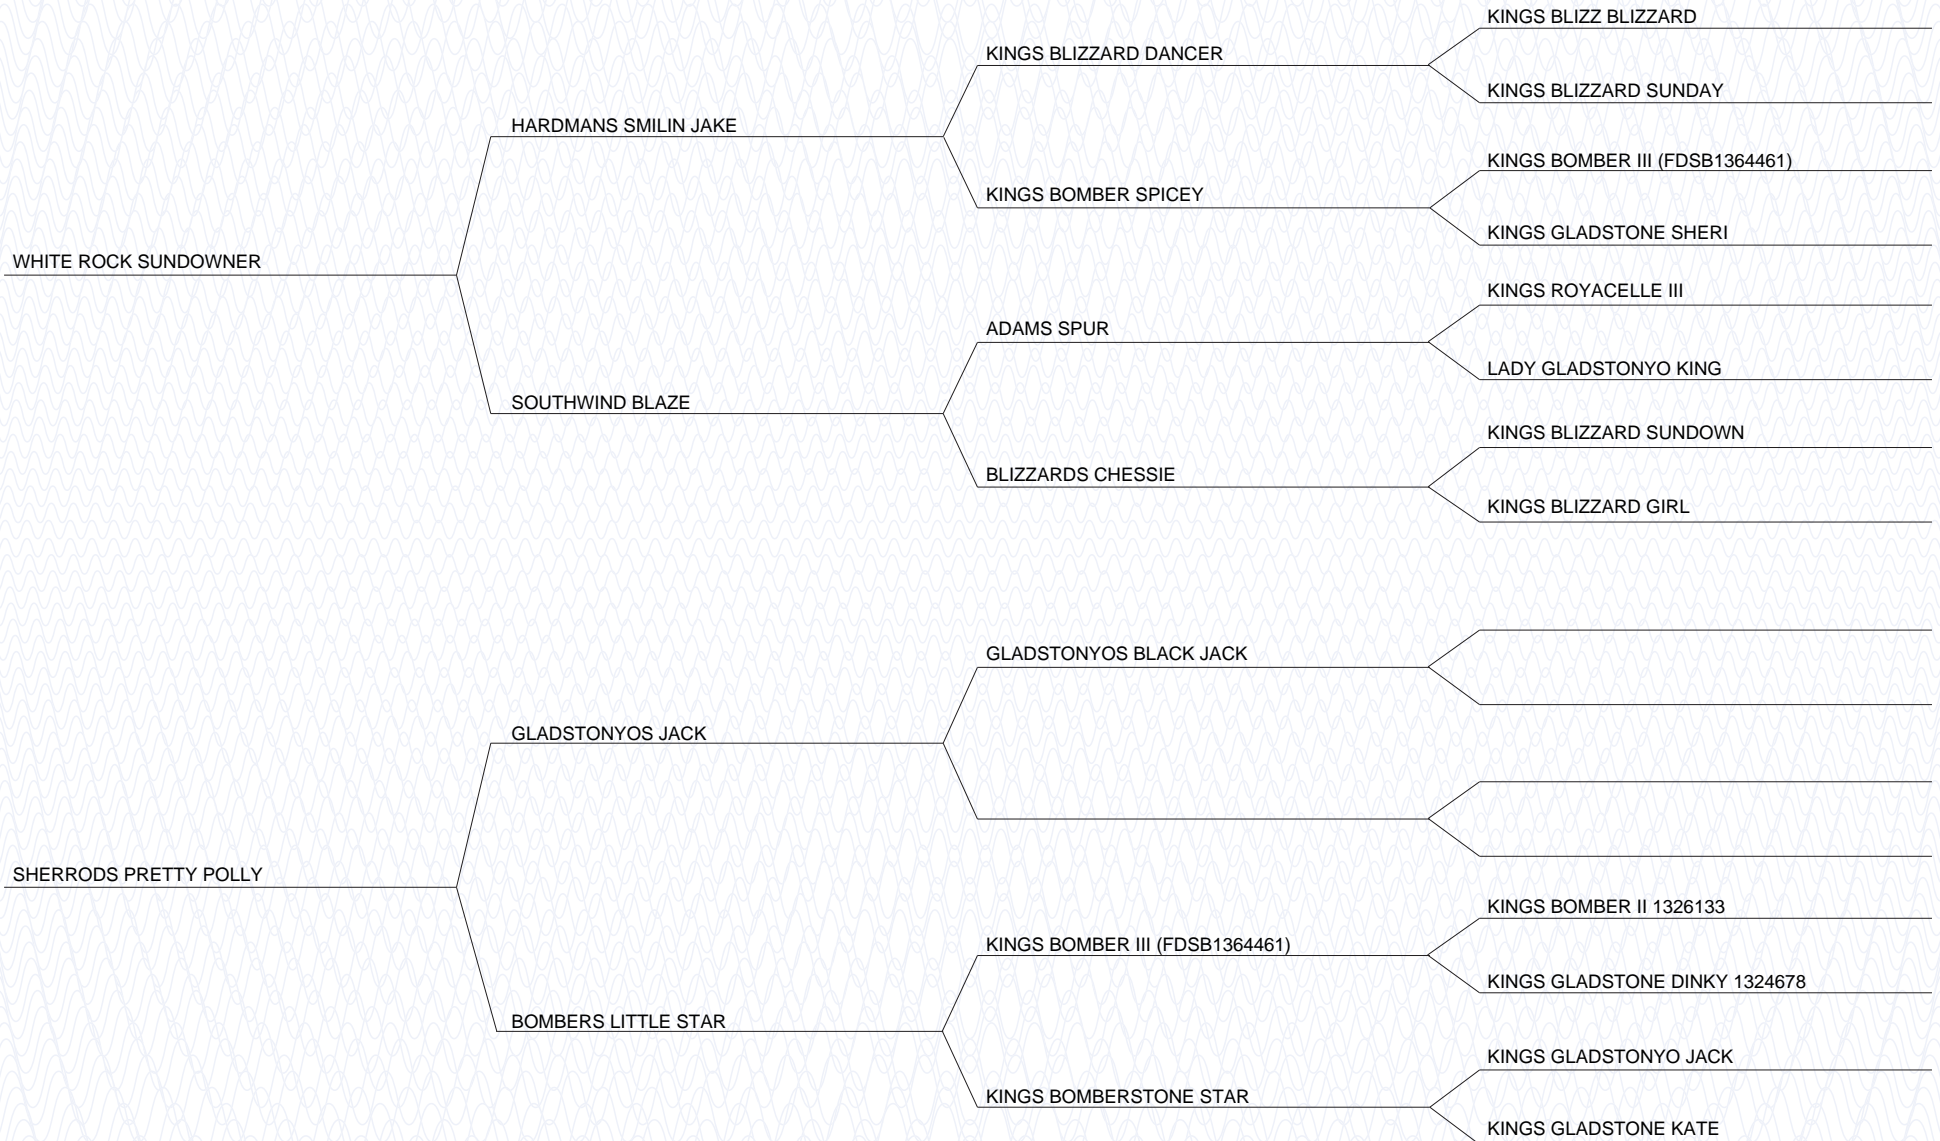 KINGS BLIZZ BLIZZARD
KINGS BLIZZARD DANCER
KINGS BLIZZARD SUNDAY
HARDMANS SMILIN JAKE
KINGS BOMBER III (FDSB1364461)
KINGS BOMBER SPICEY
KINGS GLADSTONE SHERI
WHITE ROCK SUNDOWNER
KINGS ROYACELLE III
ADAMS SPUR
LADY GLADSTONYO KING
SOUTHWIND BLAZE
KINGS BLIZZARD SUNDOWN
BLIZZARDS CHESSIE
KINGS BLIZZARD GIRL
GLADSTONYOS BLACK JACK
GLADSTONYOS JACK
SHERRODS PRETTY POLLY
KINGS BOMBER II 1326133
KINGS BOMBER III (FDSB1364461)
KINGS GLADSTONE DINKY 1324678
BOMBERS LITTLE STAR
KINGS GLADSTONYO JACK
KINGS BOMBERSTONE STAR
KINGS GLADSTONE KATE